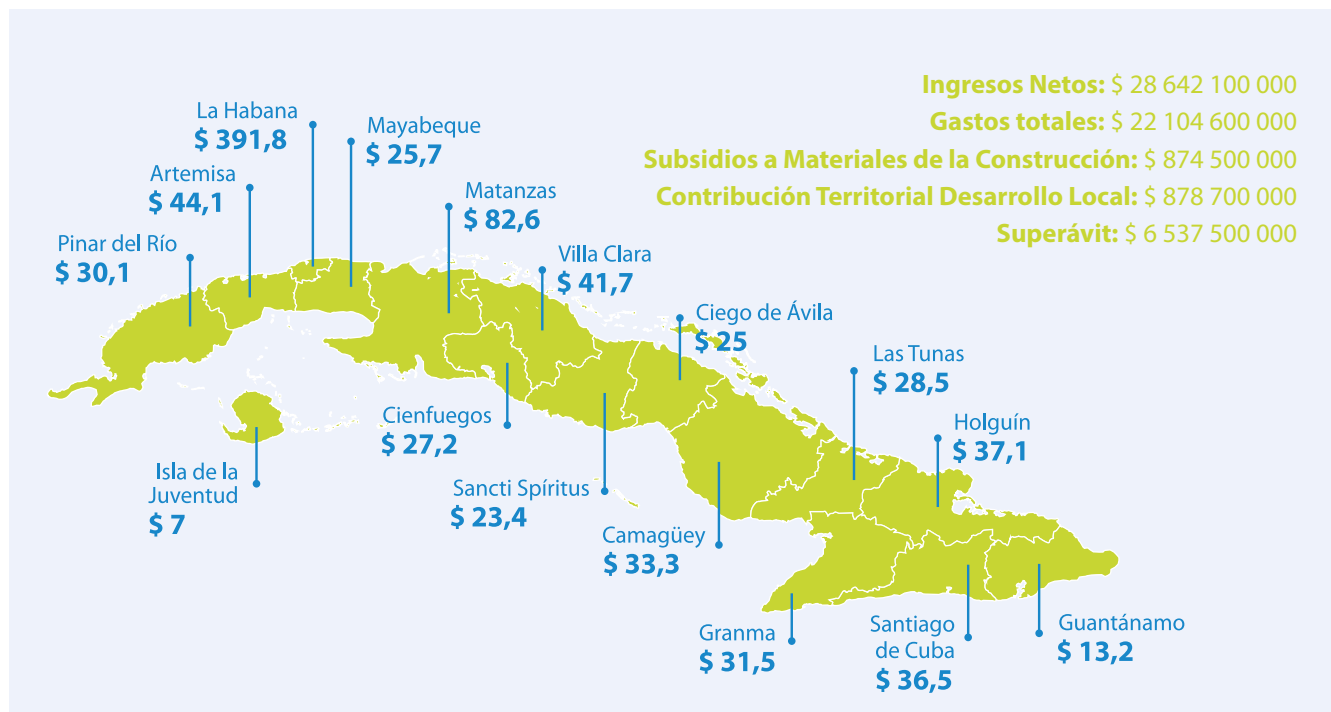 Ingresos Netos: $ 28 642 100 000
Gastos totales: $ 22 104 600 000
Subsidios a Materiales de la Construcción: $ 874 500 000
Contribución Territorial Desarrollo Local: $ 878 700 000
Superávit: $ 6 537 500 000
La Habana
$ 391,8
Mayabeque
$ 25,7
Artemisa
$ 44,1
Matanzas
$ 82,6
Pinar del Río
$ 30,1
Villa Clara
$ 41,7
Ciego de Ávila
$ 25
Las Tunas
$ 28,5
Holguín
$ 37,1
Cienfuegos
$ 27,2
Isla de la
Juventud
$ 7
Sancti Spíritus
$ 23,4
Camagüey
$ 33,3
Granma
$ 31,5
Santiago
de Cuba
$ 36,5
Guantánamo
$ 13,2